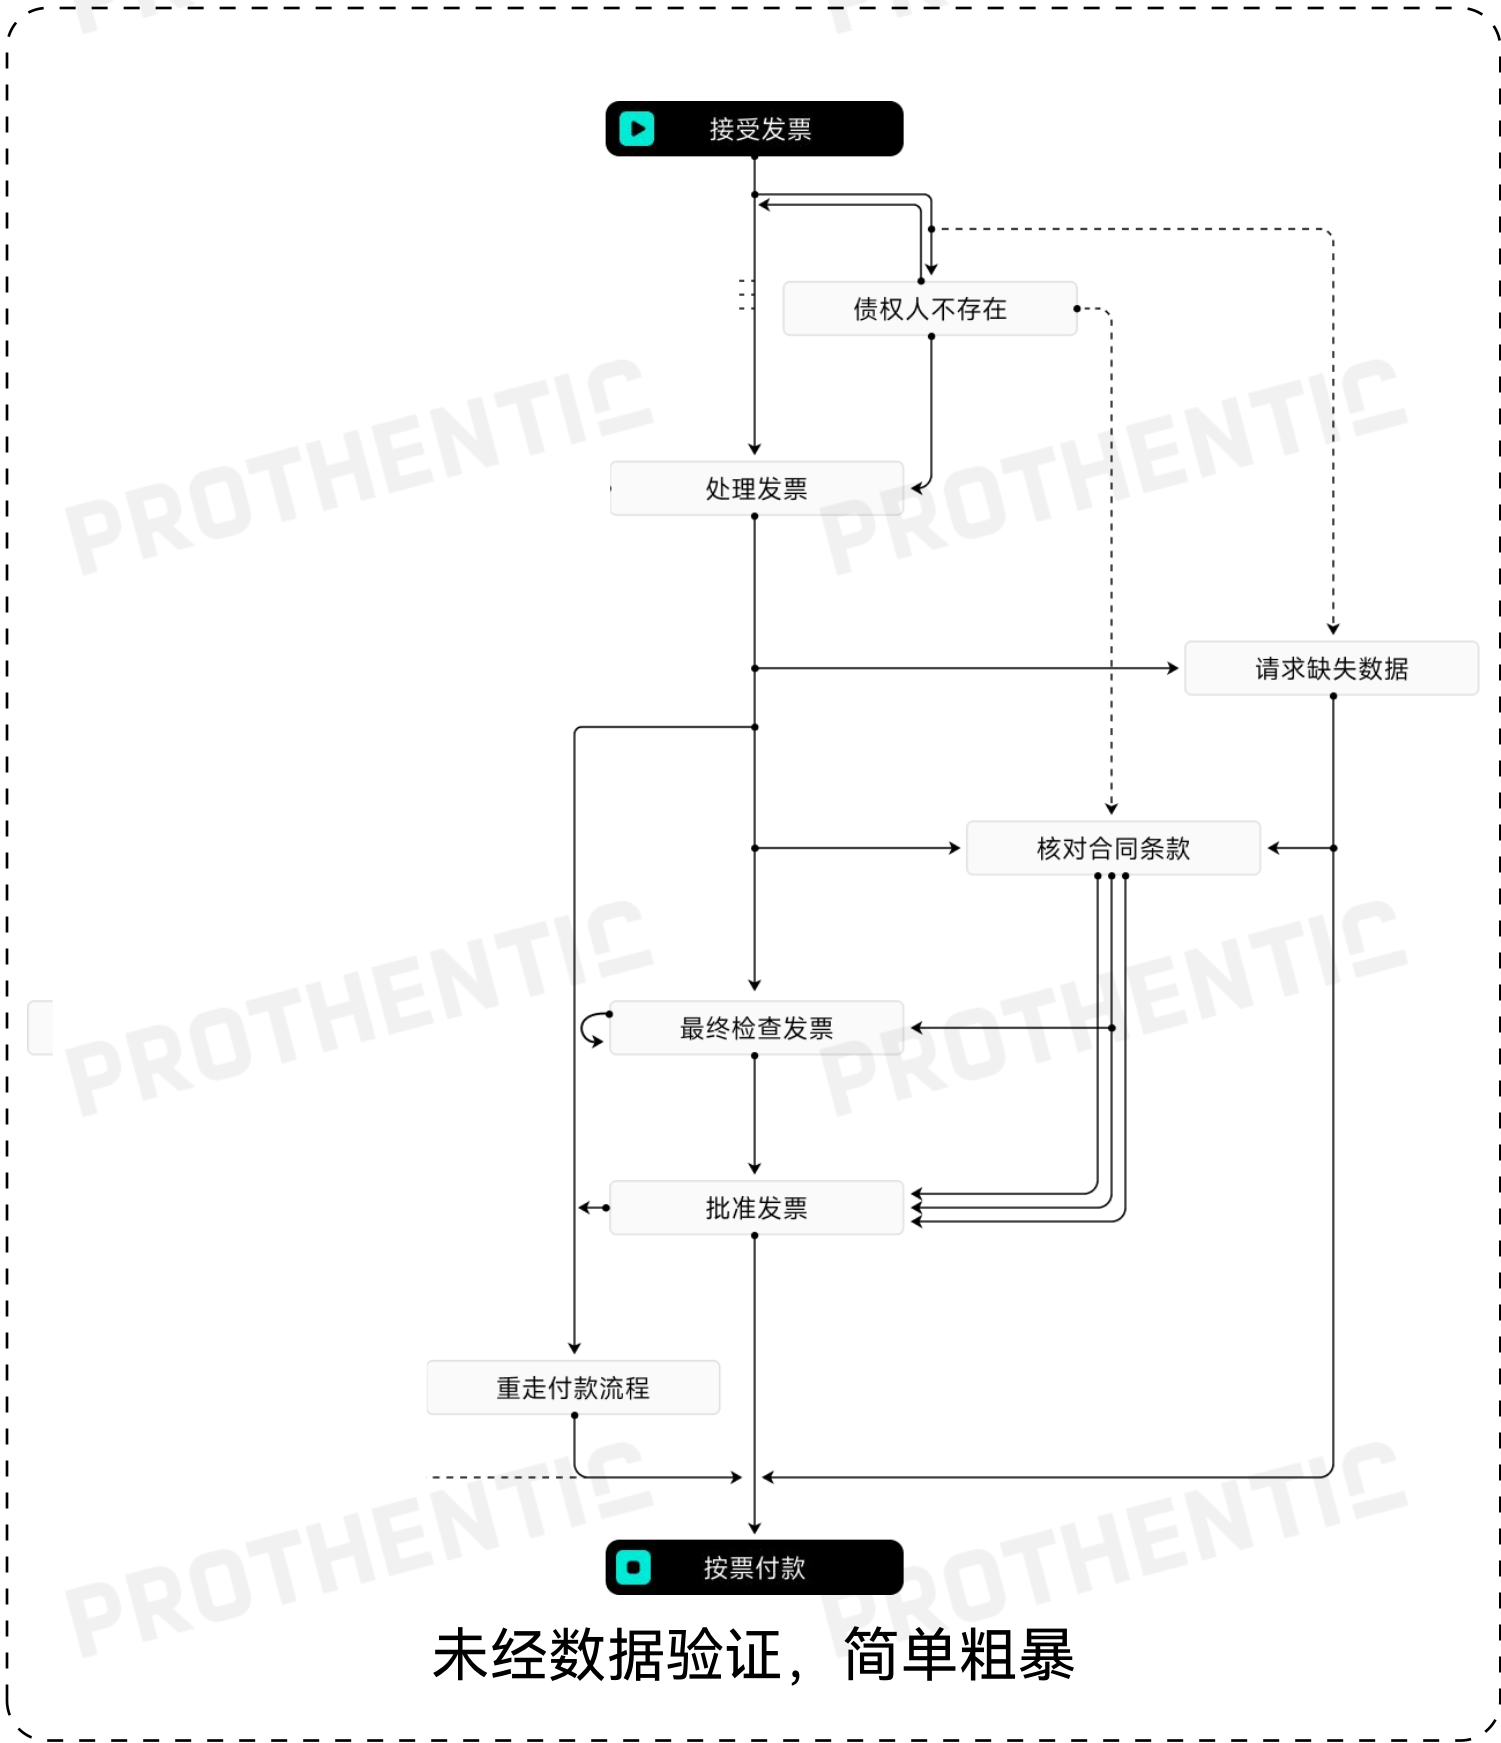 接受发票
债权人不存在
处理发票
请求缺失数据
核对合同条款
最终检查发票
批准发票
重走付款流程
按票付款
未经数据验证，简单粗暴
PROTHENTIC
PROTHENTIC
PROTHENTIC
PROTHENTIC
PROTHENTIC
PROTHENTIC